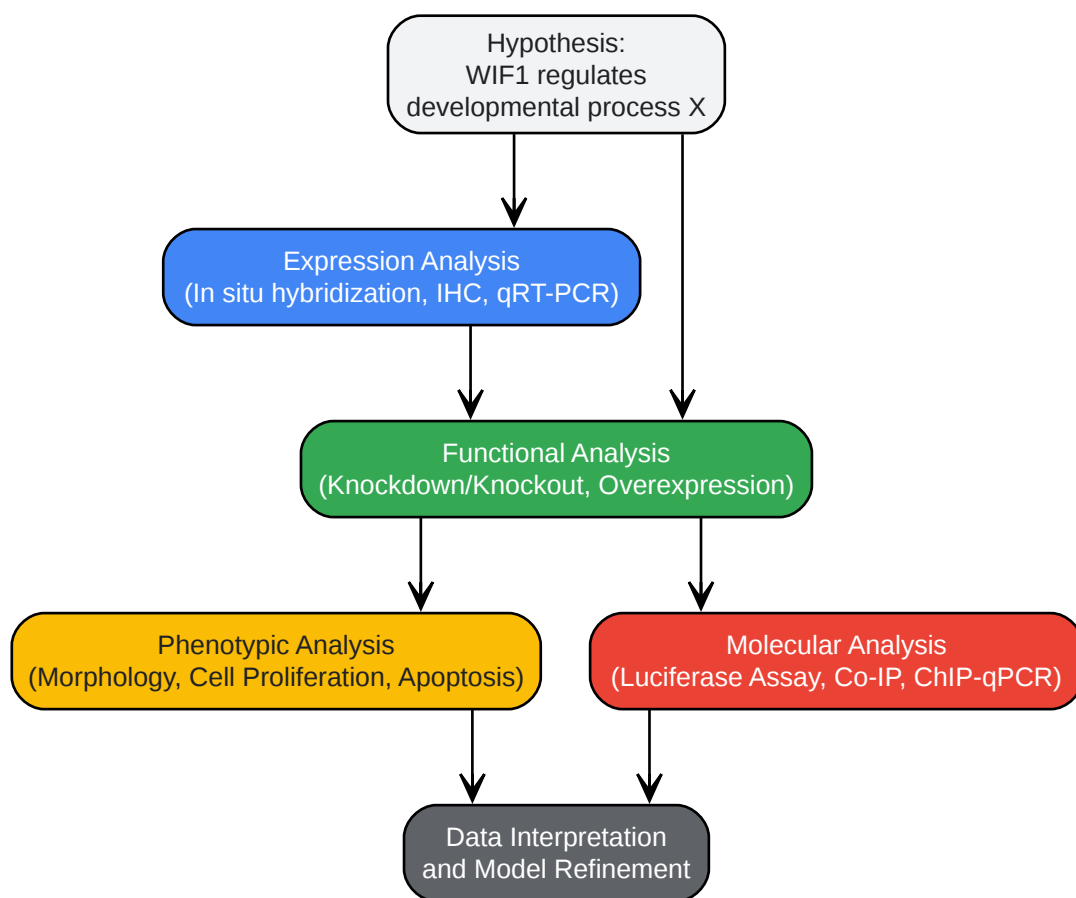 Hypothesis:
WIF1 regulates
developmental process X
Expression Analysis
(In situ hybridization, IHC, qRT-PCR)
Functional Analysis
(Knockdown/Knockout, Overexpression)
Phenotypic Analysis
(Morphology, Cell Proliferation, Apoptosis)
Molecular Analysis
(Luciferase Assay, Co-IP, ChIP-qPCR)
Data Interpretation
and Model Refinement